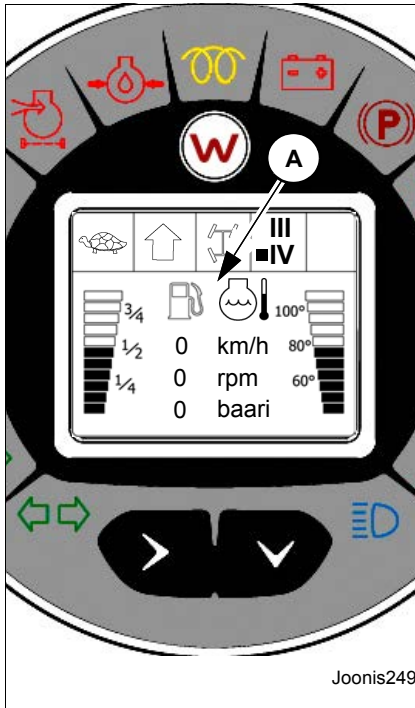 P
W
A
III
■IV
3/4
100°
1/2
0 km/h
80°
1/4
0 rpm
60°
0 baari
Joonis249